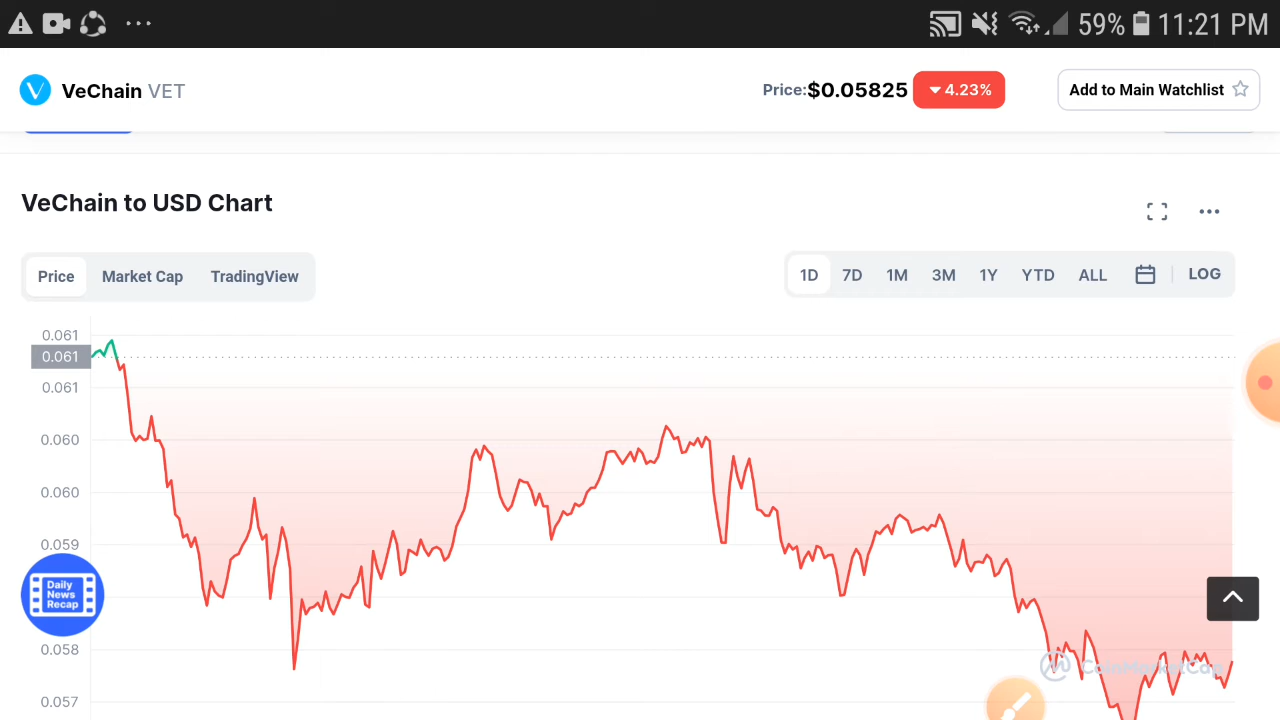 59% 11:21 PM
VeChain VET
Price:$0.05825 4.23%
Add to Main Watchlist
VeChain to USD Chart
Price Market Cap TradingView
1D 7D 1M 3M 1Y YTD ALL LOG
0.061
0.061
0.061
0.060
0.060
0.059
Daily
News
Recap
0.058
CoinMarketCap
0.057